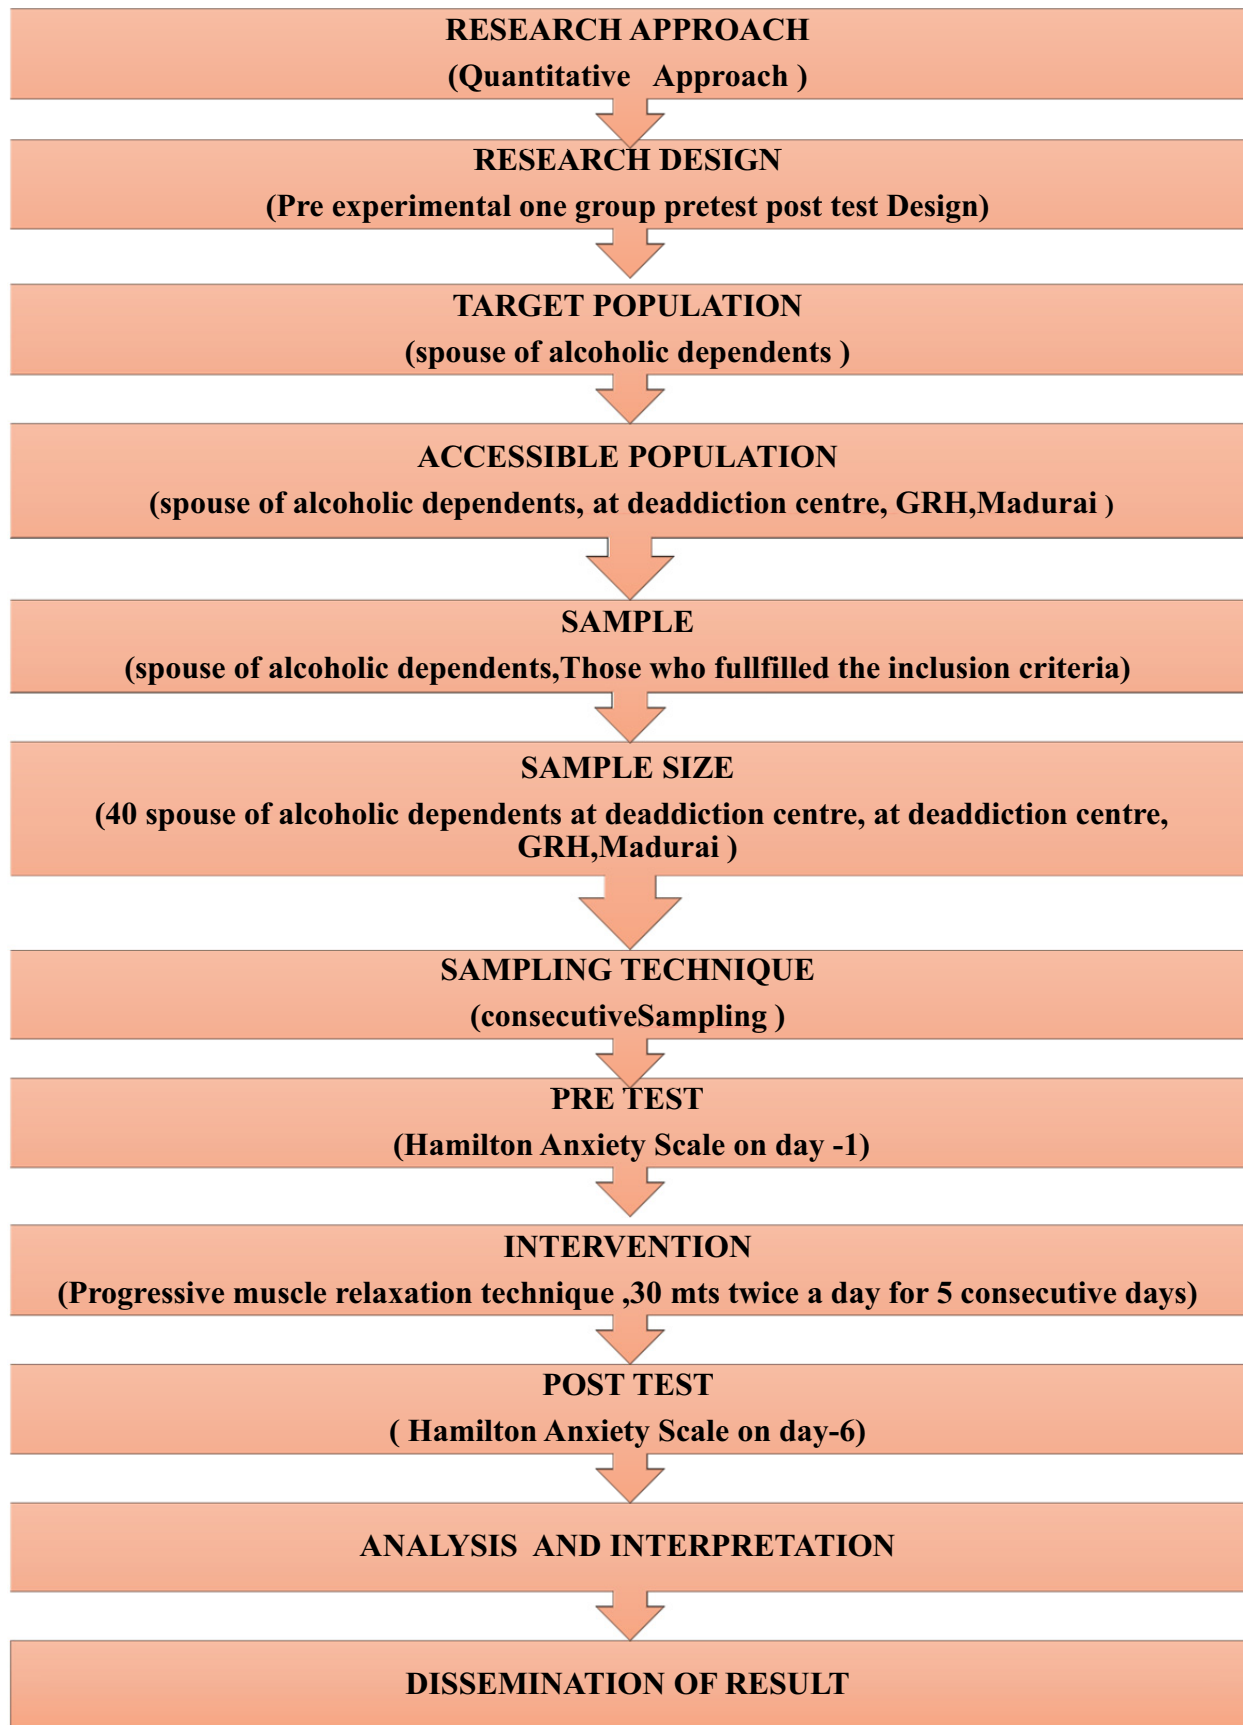 RESEARCH APPROACH
(Quantitative Approach )
RESEARCH DESIGN
(Pre experimental one group pretest post test Design)
TARGET POPULATION
(spouse of alcoholic dependents )
ACCESSIBLE POPULATION
(spouse of alcoholic dependents, at deaddiction centre, GRH,Madurai )
SAMPLE
(spouse of alcoholic dependents,Those who fullfilled the inclusion criteria)
SAMPLE SIZE
(40 spouse of alcoholic dependents at deaddiction centre, at deaddiction centre,
GRH,Madurai )
SAMPLING TECHNIQUE
(consecutiveSampling )
PRE TEST
(Hamilton Anxiety Scale on day -1)
INTERVENTION
(Progressive muscle relaxation technique ,30 mts twice a day for 5 consecutive days)
POST TEST
( Hamilton Anxiety Scale on day-6)
ANALYSIS AND INTERPRETATION
DISSEMINATION OF RESULT